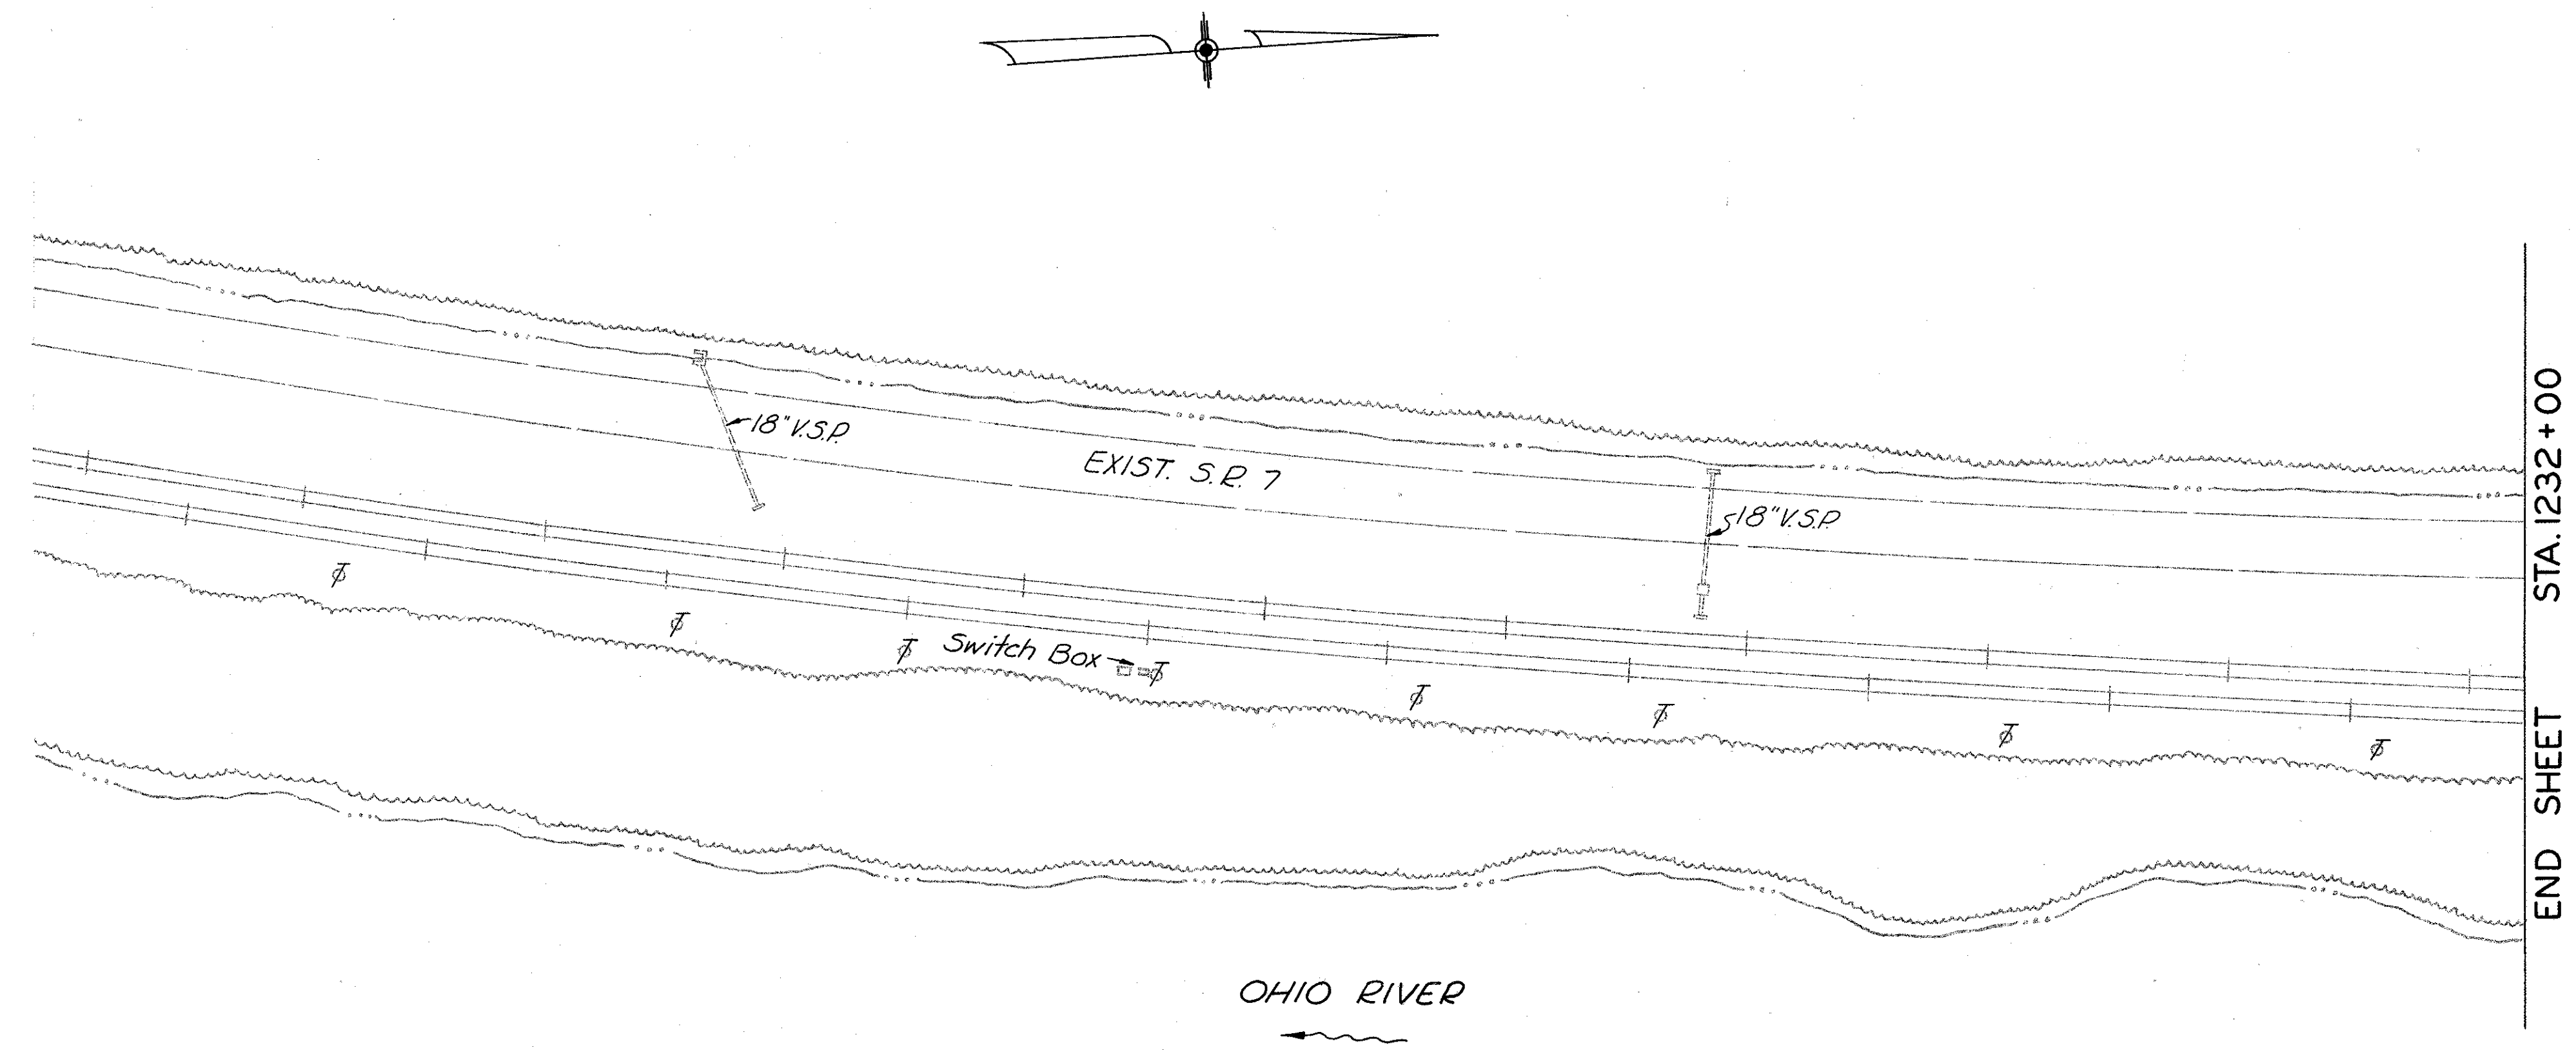 18" V.S.P.
EXIST. S.R. 7
18" V.S.P.
Switch Box
OHIO RIVER
END SHEET STA. 1232+00